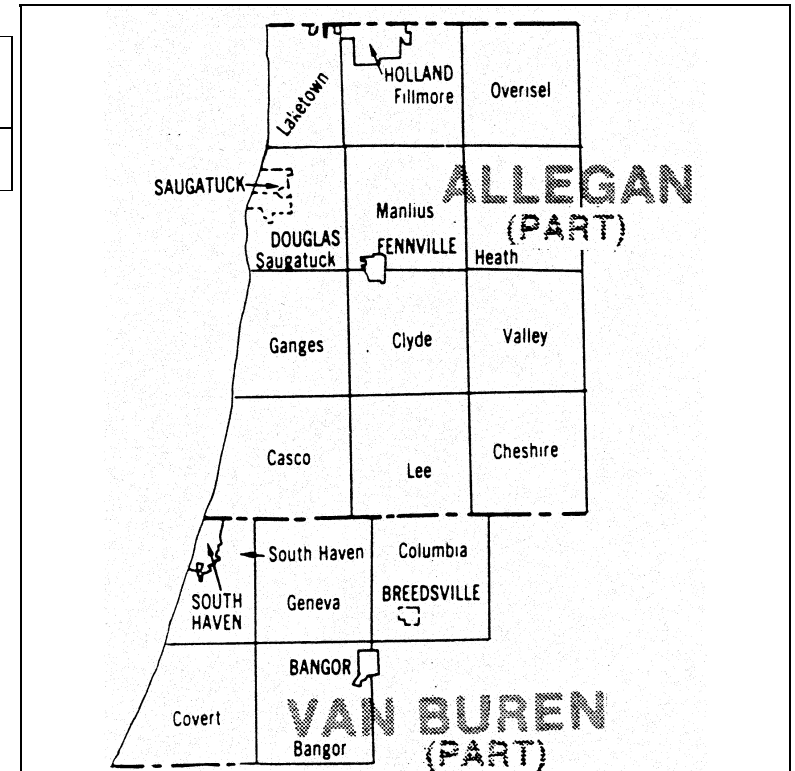 HOLLAND
Fillmore
Overisel
Laketown
SAUGATUCK
ALLEGAN
(PART)
Manlius
DOUGLAS
Saugatuck
FENNVILLE
Heath
Ganges
Clyde
Valley
Casco
Lee
Cheshire
South Haven
Columbia
SOUTH
HAVEN
Geneva
BREEDSVILLE
BANGOR
Covert
VAN BUREN
(PART)
Bangor